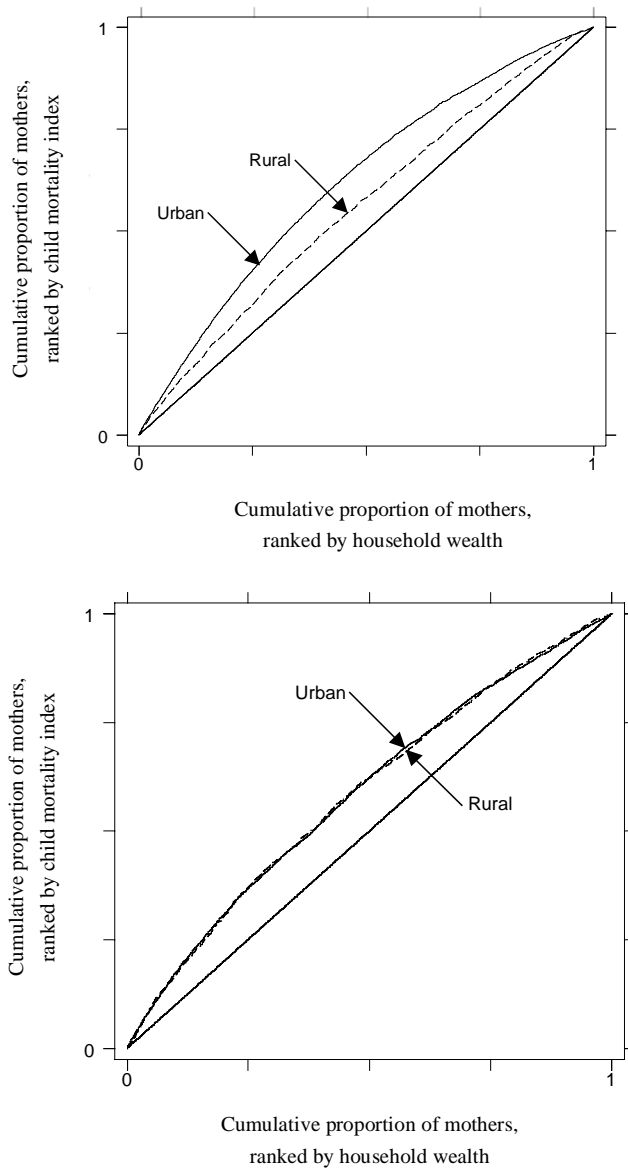 1
Cumulative proportion of mothers,
ranked by child mortality index
Rural
Urban
0
0
1
Cumulative proportion of mothers,
ranked by household wealth
1
Cumulative proportion of mothers,
ranked by child mortality index
Urban
Rural
0
0
1
Cumulative proportion of mothers,
ranked by household wealth